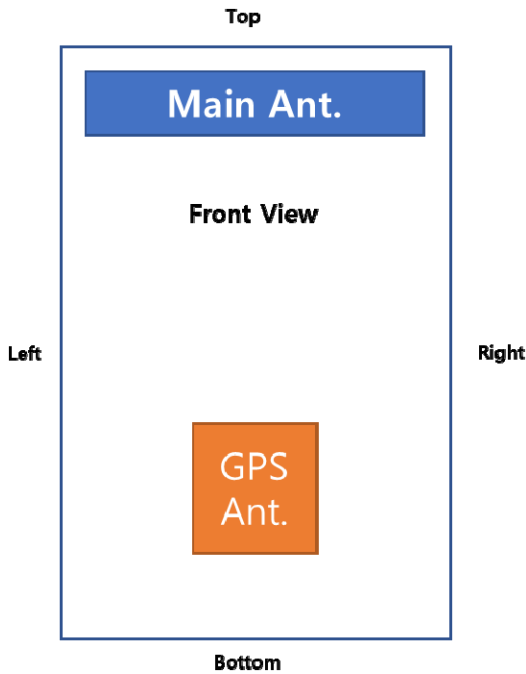 Top
Main Ant.
Front View
Left
Right
GPS
Ant.
Bottom